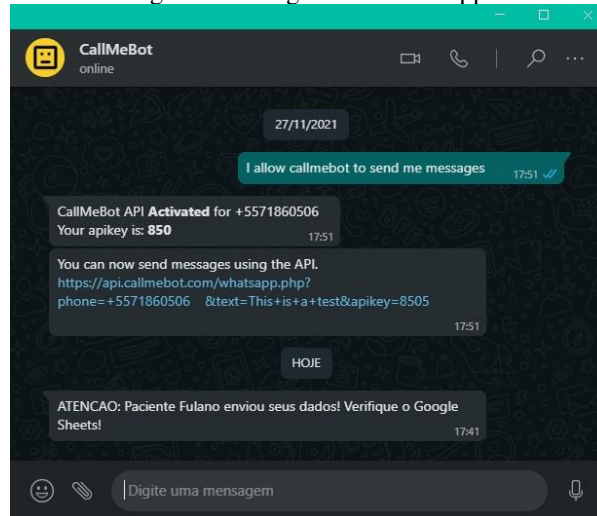 CallMeBot
online
27/11/2021
I allow callmebot to send me messages 17:51
CallMeBot API Activated for +5571860506
Your apikey is: 850
17:51
You can now send messages using the API.
https://api.callmebot.com/whatsapp.php?
phone=+5571860506 &text=This+is+a+test&apikey=8505
17:51
HOJE
ATENCAO: Paciente Fulano enviou seus dados! Verifique o Google
Sheets!
17:41
Digite uma mensagem